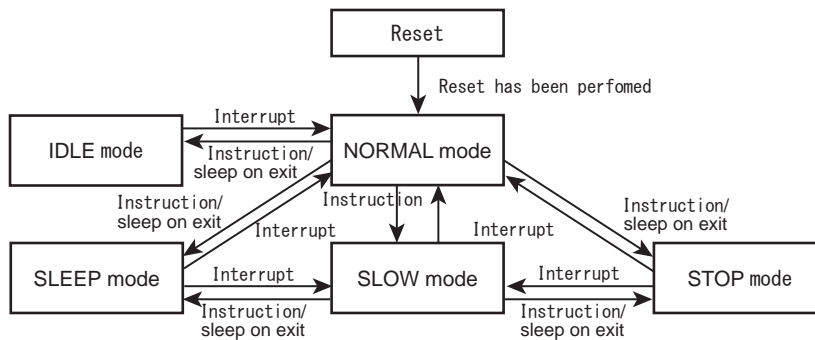 Reset
Reset has been perfomed
Interrupt
IDLE mode
NORMAL mode
Instruction/
sleep on exit
Instruction/
sleep on exit
Instruction
Instruction/
sleep on exit
Interrupt
Interrupt
SLEEP mode
Interrupt
SLOW mode
Interrupt
STOP mode
Instruction/
sleep on exit
Instruction/
sleep on exit